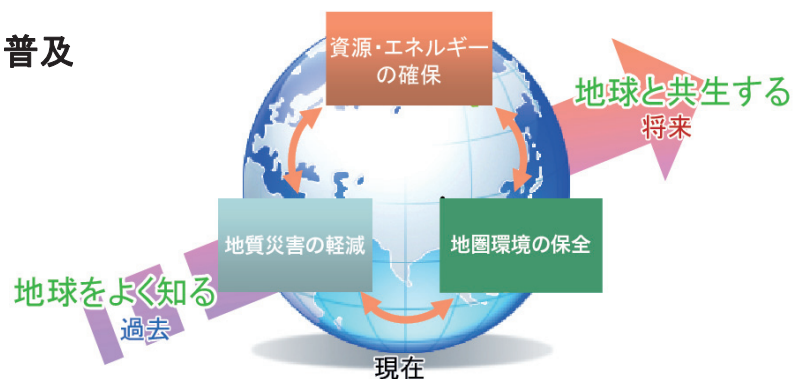 普及
資源・エネルギー
の確保
地球と共生する
将来
地質災害の軽減
地圏環境の保全
地球をよく知る
過去
現在